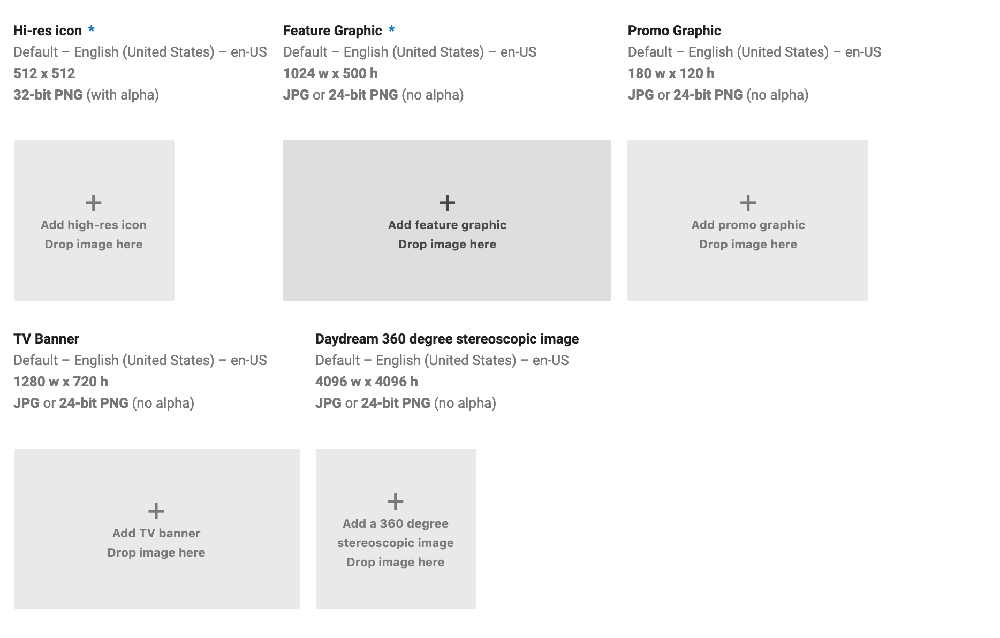 Hi-res icon *
Default – English (United States) – en-US
512 x 512
32-bit PNG (with alpha)
Feature Graphic *
Default – English (United States) – en-US
1024 w x 500 h
JPG or 24-bit PNG (no alpha)
Promo Graphic
Default – English (United States) – en-US
180 w x 120 h
JPG or 24-bit PNG (no alpha)
+
Add high-res icon
Drop image here
+
Add feature graphic
Drop image here
+
Add promo graphic
Drop image here
TV Banner
Default – English (United States) – en-US
1280 w x 720 h
JPG or 24-bit PNG (no alpha)
Daydream 360 degree stereoscopic image
Default – English (United States) – en-US
4096 w x 4096 h
JPG or 24-bit PNG (no alpha)
+
Add TV banner
Drop image here
+
Add a 360 degree
stereoscopic image
Drop image here